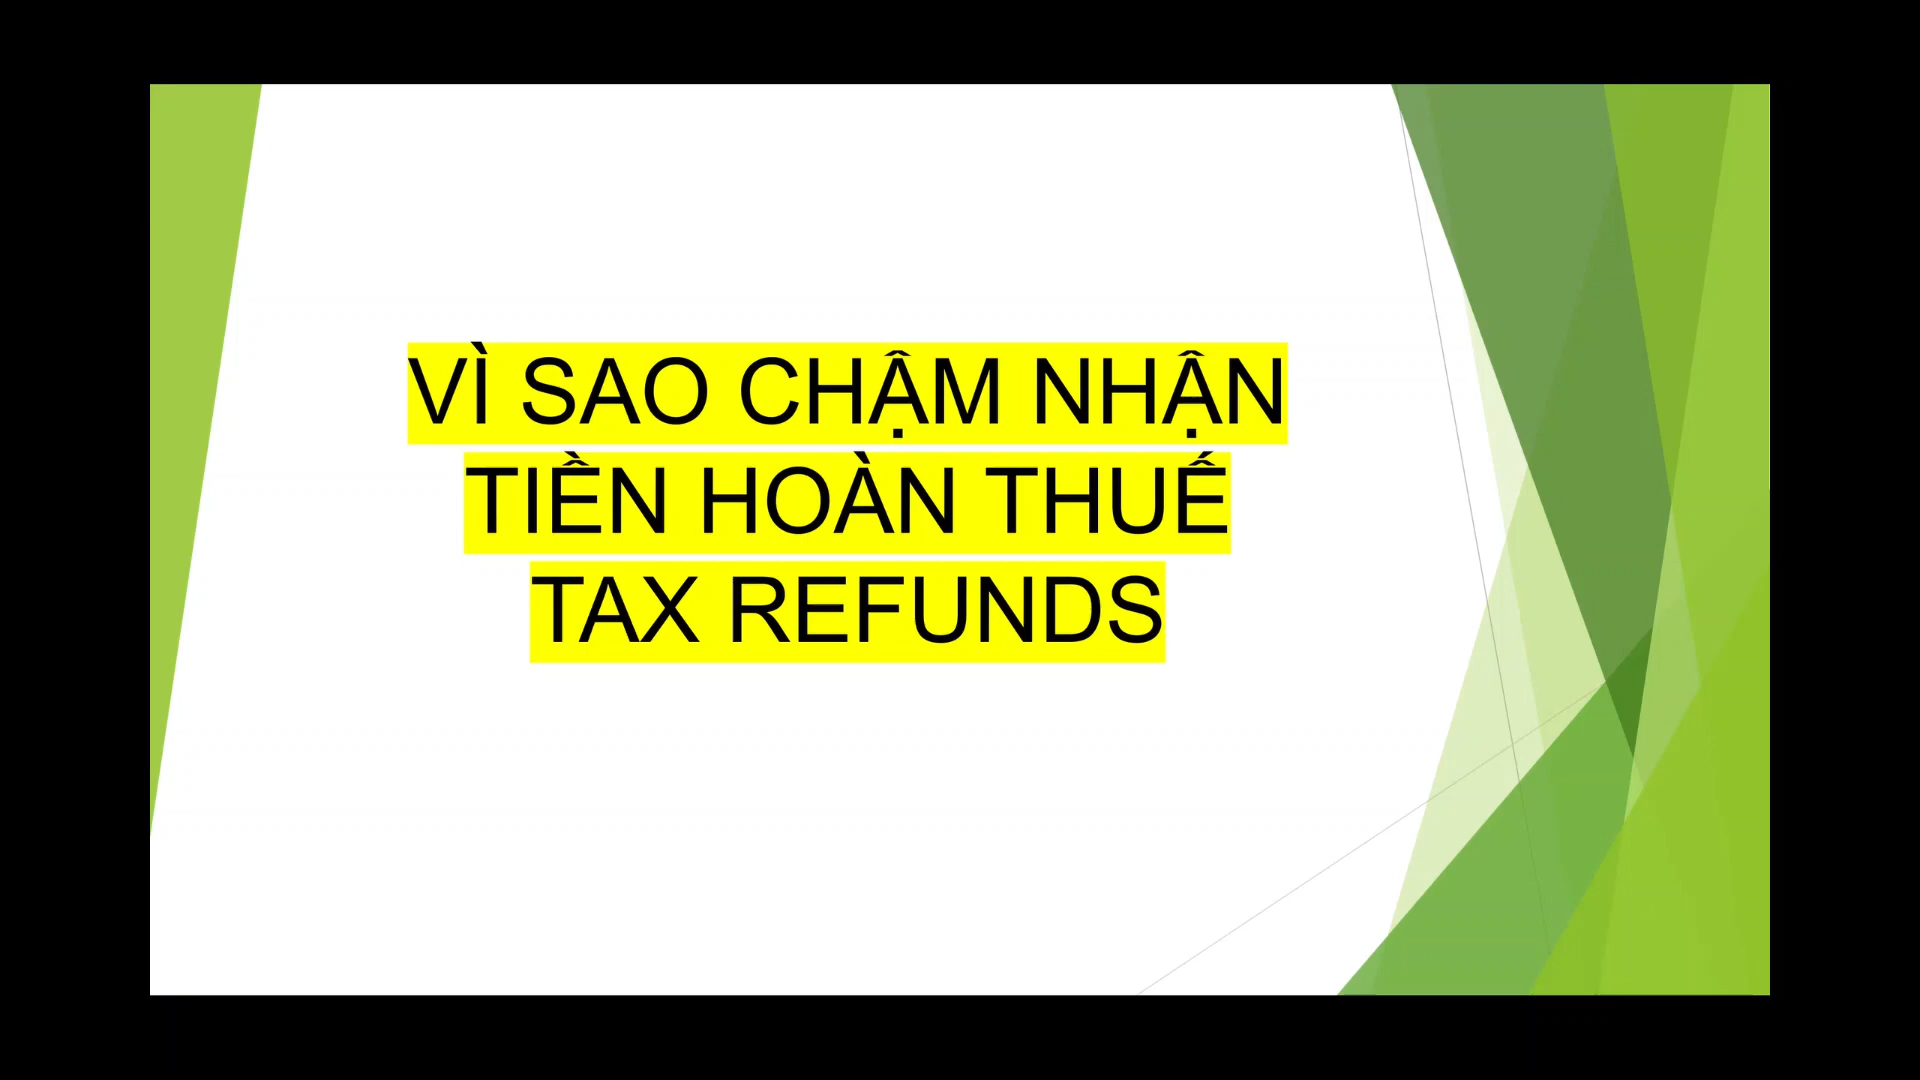 VÌ SAO CHẬM NHẬN
TIỀN HOÀN THUẾ
TAX REFUNDS